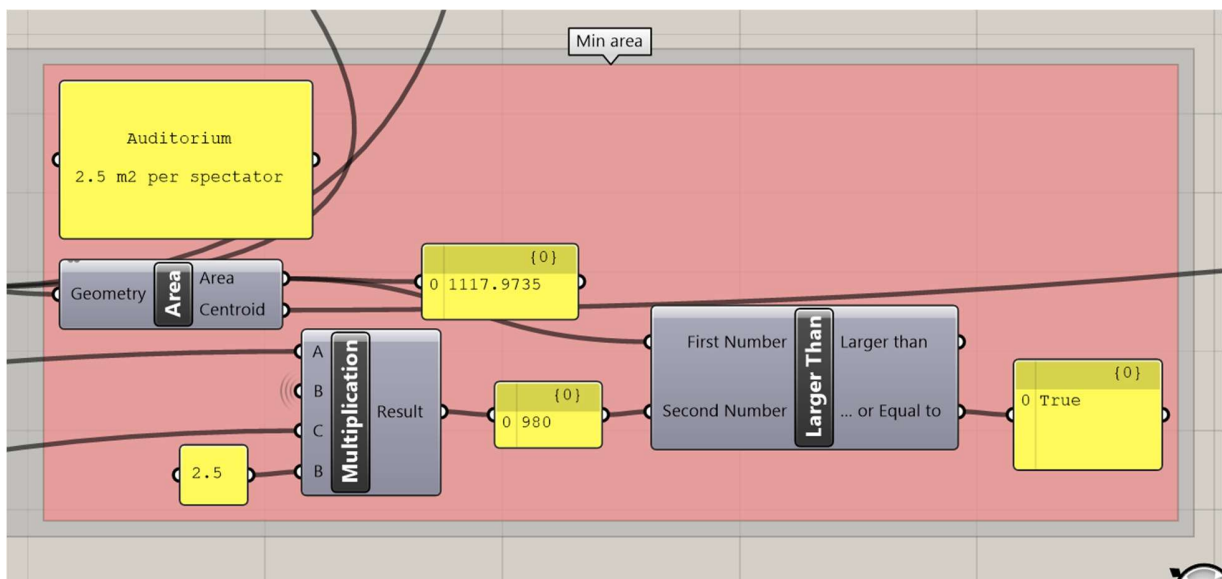 Min area
Auditorium
2.5 m2 per spectator
Geometry
Area
Area
Centroid
{0}
0 1117.9735
A
B
C
B
Multiplication
Result
2.5
{0}
0 980
First Number
Second Number
Larger Than
Larger than
... or Equal to
{0}
0 True